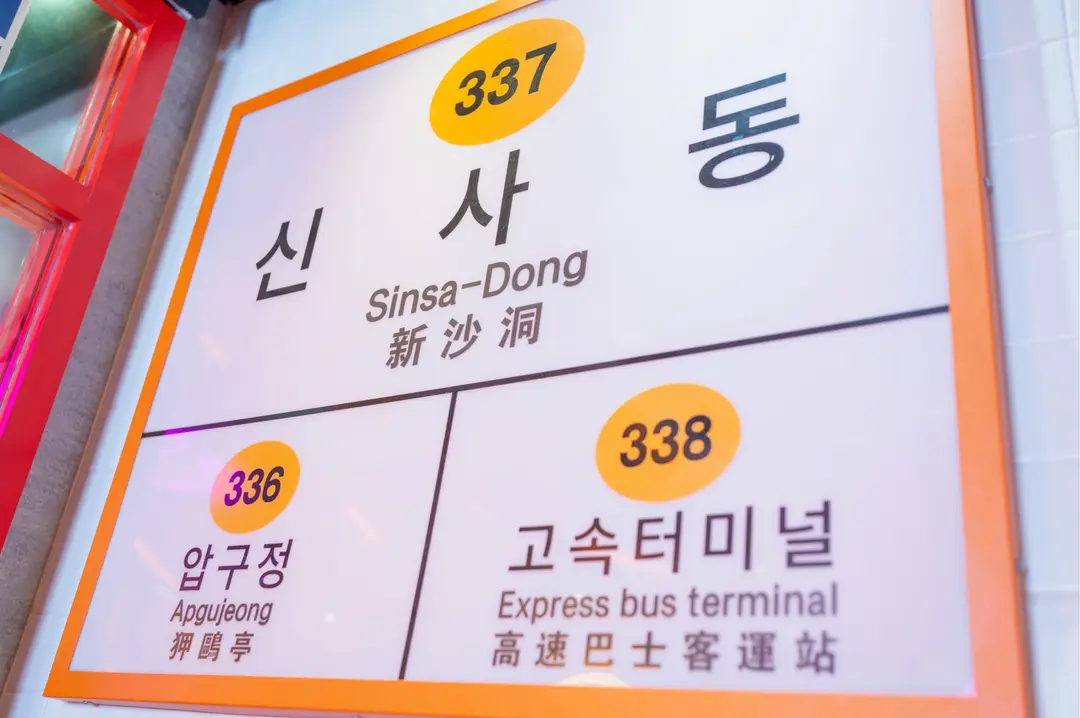 337
신사동
Sinsa-Dong
新沙洞
336
압구정
Apgujeong
狎鷗亭
338
고속터미널
Express bus terminal
高速巴士客運站